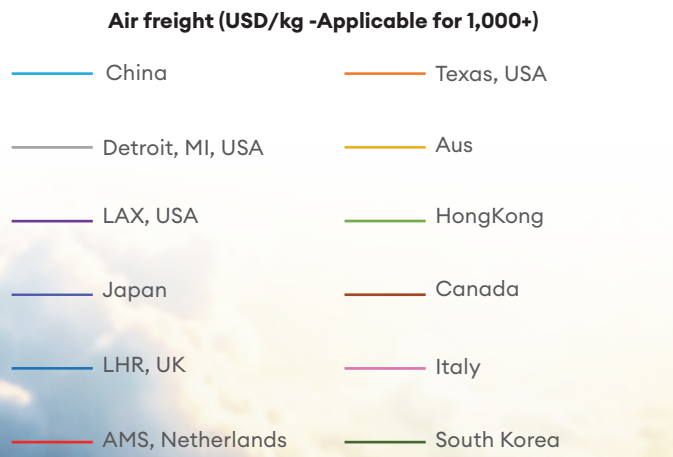 Air freight (USD/kg -Applicable for 1,000+)
China
Texas, USA
Detroit, MI, USA
Aus
LAX, USA
HongKong
Japan
Canada
LHR, UK
Italy
AMS, Netherlands
South Korea